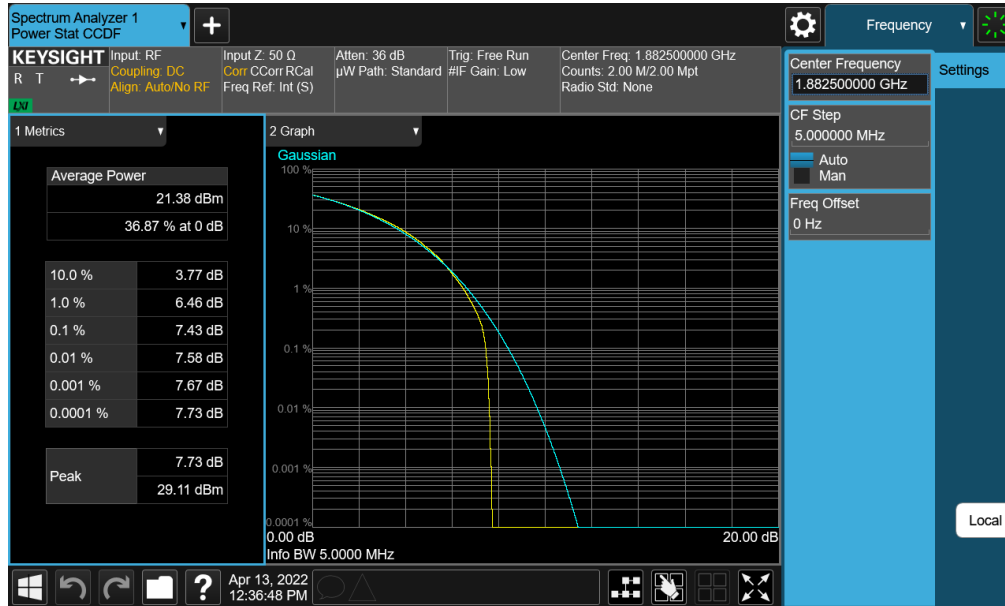 Spectrum Analyzer 1
Power Stat CCDF
+
Frequency
KEYSIGHT
R T
LXI
Input: RF
Coupling: DC
Align: Auto/No RF
Input Z: 50 Ω
Corr CCorr RCal
Freq Ref: Int (S)
Atten: 36 dB
µW Path: Standard
Trig: Free Run
#IF Gain: Low
Center Freq: 1.882500000 GHz
Counts: 2.00 M/2.00 Mpt
Radio Std: None
Center Frequency
1.882500000 GHz
Settings
CF Step
5.000000 MHz
Auto
Man
Freq Offset
0 Hz
Local
1 Metrics
Average Power
21.38 dBm
36.87 % at 0 dB
10.0 % 3.77 dB
1.0 % 6.46 dB
0.1 % 7.43 dB
0.01 % 7.58 dB
0.001 % 7.67 dB
0.0001 % 7.73 dB
Peak
7.73 dB
29.11 dBm
2 Graph
Gaussian
100 %
10 %
1 %
0.1 %
0.01 %
0.001 %
0.0001 %
0.00 dB 20.00 dB
Info BW 5.0000 MHz
?
Apr 13, 2022
12:36:48 PM